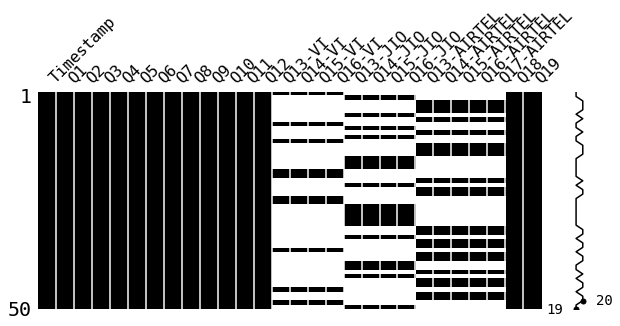 Timestamp
Q1
Q2
Q3
Q4
Q5
Q6
Q7
Q8
Q9
Q10
Q11
Q12
Q13-VI
Q14-VI
Q15-VI
Q16-VI
Q13-JIO
Q14-JIO
Q15-JIO
Q16-JIO
Q13-AIRTEL
Q14-AIRTEL
Q15-AIRTEL
Q16-AIRTEL
Q17-AIRTEL
Q18
Q19
1
50
19
20